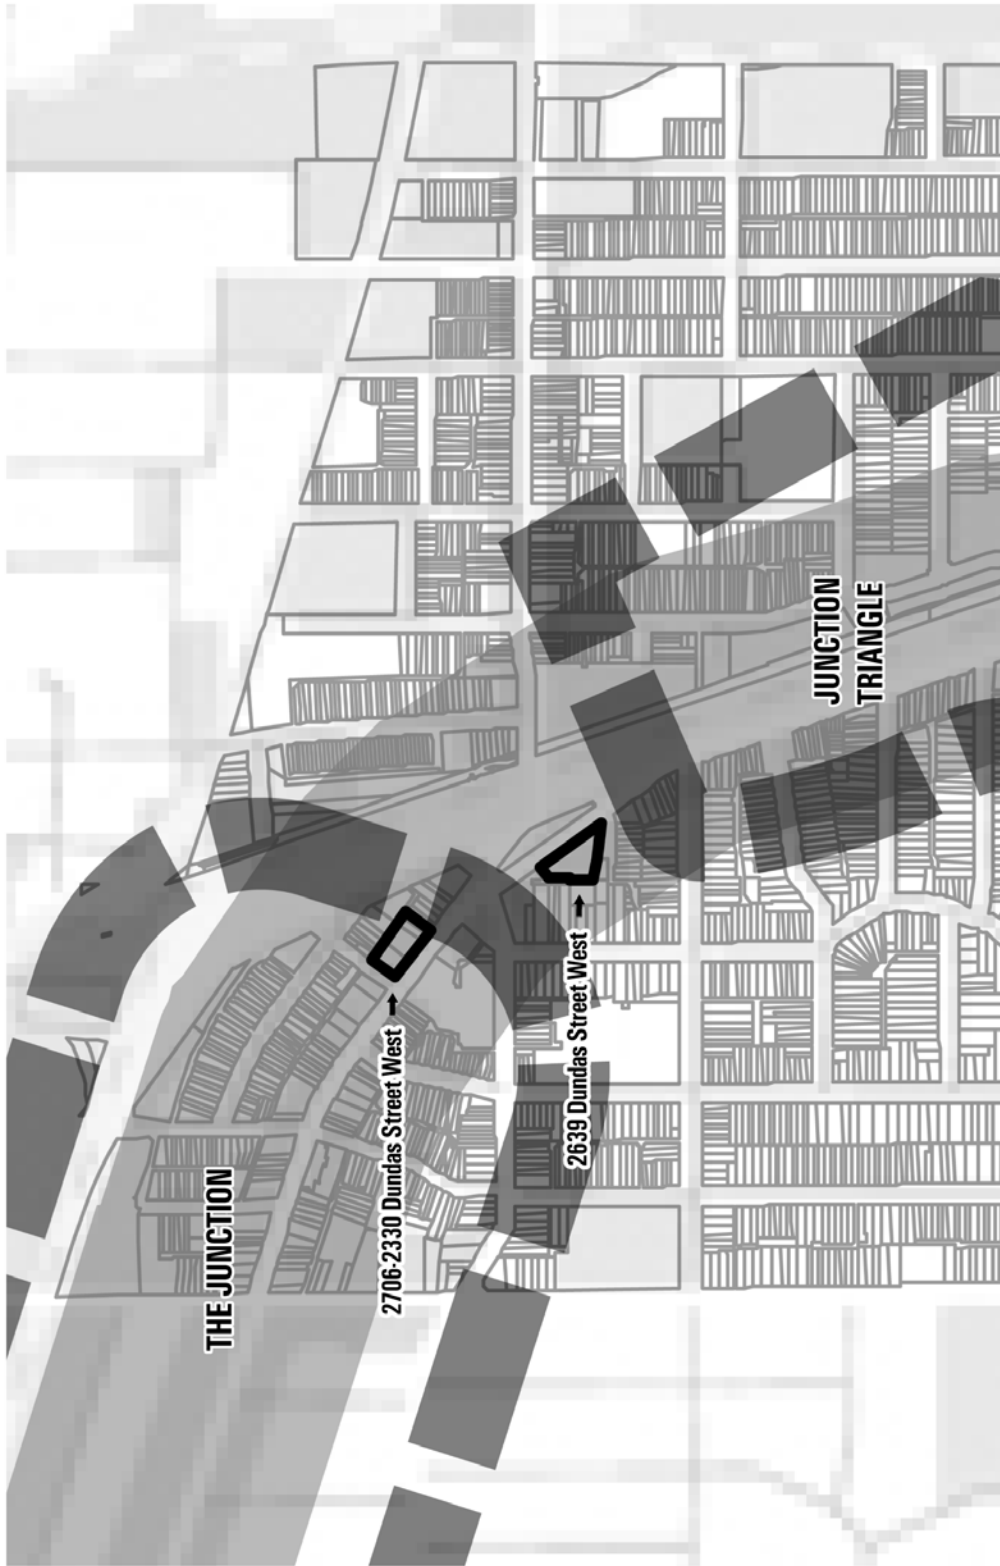 THE JUNCTION
2706-2330 Dundas Street West
2639 Dundas Street West
JUNCTION
TRIANGLE